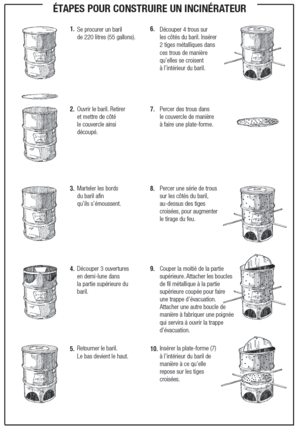 ÉTAPES POUR CONSTRUIRE UN INCINÉRATEUR
1. Se procurer un baril
de 220 litres (55 gallons).
2. Ouvrir le baril. Retirer
et mettre de côté
le couvercle ainsi
découpé.
3. Marteler les bords
du baril afin
qu'ils s'émoussent.
4. Découper 3 ouvertures
en demi-lune dans
la partie supérieure du
baril.
5. Retourner le baril.
Le bas devient le haut.
6. Découper 4 trous sur
les côtés du baril. Insérer
2 tiges métalliques dans
ces trous de manière
qu'elles se croisent
à l'intérieur du baril.
7. Percer des trous dans
le couvercle de manière
à faire une plate-forme.
8. Percer une série de trous
sur les côtés du baril,
au-dessus des tiges
croisées, pour augmenter
le tirage du feu.
9. Couper la moitié de la partie
supérieure. Attacher les boucles
de fil métallique à la partie
supérieure coupée pour faire
une trappe d'évacuation.
Attacher une autre boucle de
manière à fabriquer une poignée
qui servira à ouvrir la trappe
d'évacuation.
10. Insérer la plate-forme (7)
à l'intérieur du baril de
manière à ce qu'elle
repose sur les tiges
croisées.